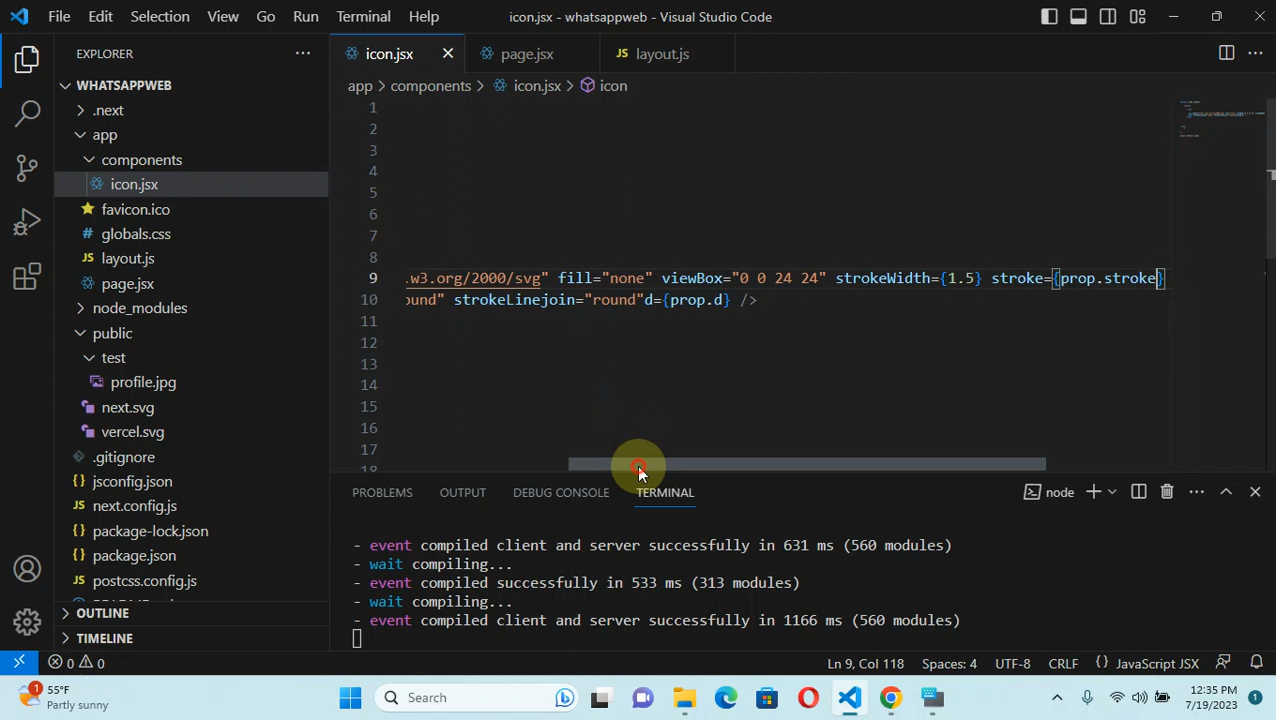 File Edit Selection View Go Run Terminal Help icon.jsx - whatsappweb - Visual Studio Code
EXPLORER
icon.jsx page.jsx JS layout.js
WHATSAPPWEB
app components icon.jsx icon
.next
app
components
icon.jsx
favicon.ico
# globals.css
JS layout.js
page.jsx
node_modules
public
test
profile.jpg
next.svg
vercel.svg
.gitignore
{} jsconfig.json
JS next.config.js
{} package-lock.json
{} package.json
JS postcss.config.js
OUTLINE
TIMELINE
1
2
3
4
5
6
7
8
9 .w3.org/2000/svg" fill="none" viewBox="0 0 24 24" strokeWidth={1.5} stroke={prop.stroke}
10 ound" strokeLinejoin="round"d={prop.d} />
11
12
13
14
15
16
17
18
PROBLEMS OUTPUT DEBUG CONSOLE TERMINAL node
- event compiled client and server successfully in 631 ms (560 modules)
- wait compiling...
- event compiled successfully in 533 ms (313 modules)
- wait compiling...
- event compiled client and server successfully in 1166 ms (560 modules)
0 0 Ln 9, Col 118 Spaces: 4 UTF-8 CRLF {} JavaScript JSX
1 55°F
Partly sunny
Search
12:35 PM
7/19/2023
1